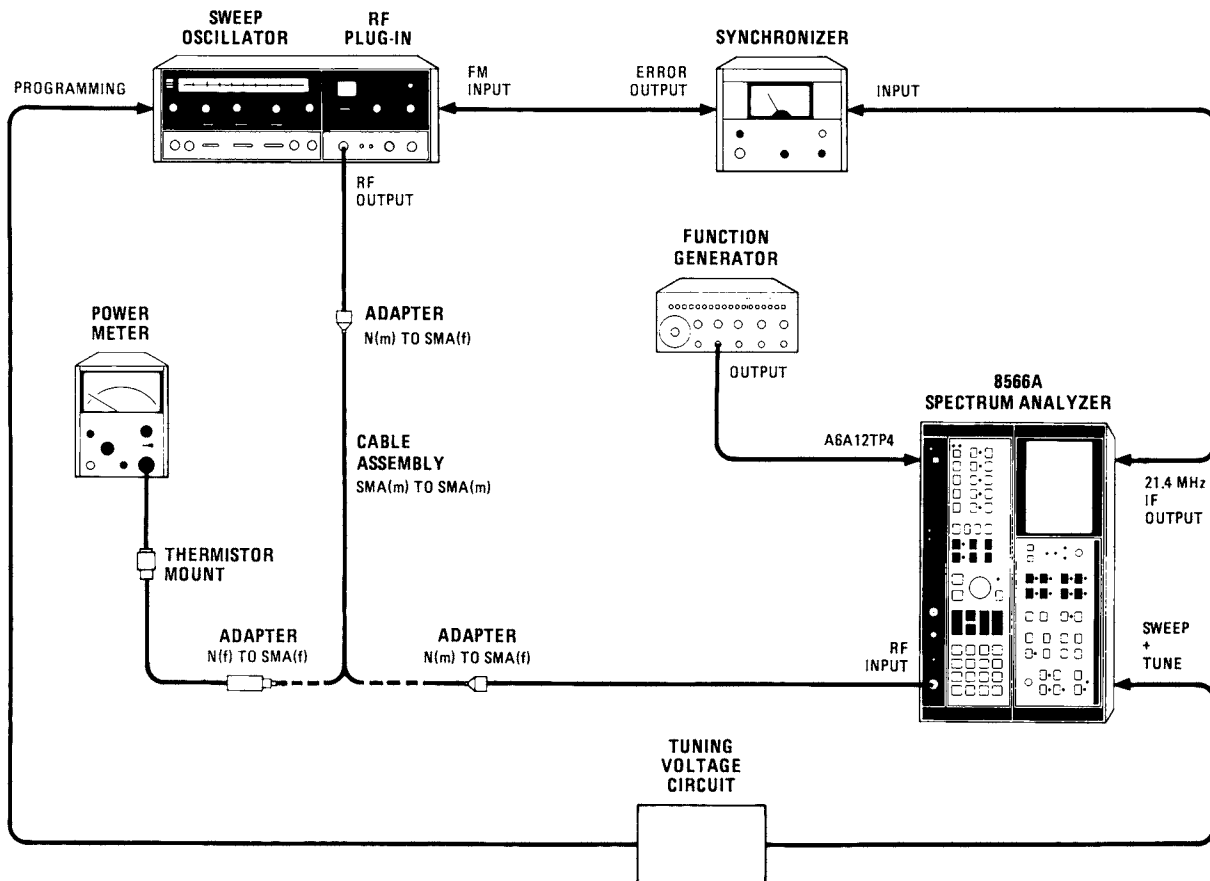 SWEEP
OSCILLATOR
RF
PLUG-IN
SYNCHRONIZER
PROGRAMMING
FM
INPUT
ERROR
OUTPUT
INPUT
RF
OUTPUT
FUNCTION
GENERATOR
POWER
METER
ADAPTER
N(m) TO SMA(f)
OUTPUT
8566A
SPECTRUM ANALYZER
A6A12TP4
CABLE
ASSEMBLY
SMA(m) TO SMA(m)
21.4 MHz
IF
OUTPUT
THERMISTOR
MOUNT
ADAPTER
N(f) TO SMA(f)
ADAPTER
N(m) TO SMA(f)
RF
INPUT
SWEEP
+
TUNE
TUNING
VOLTAGE
CIRCUIT